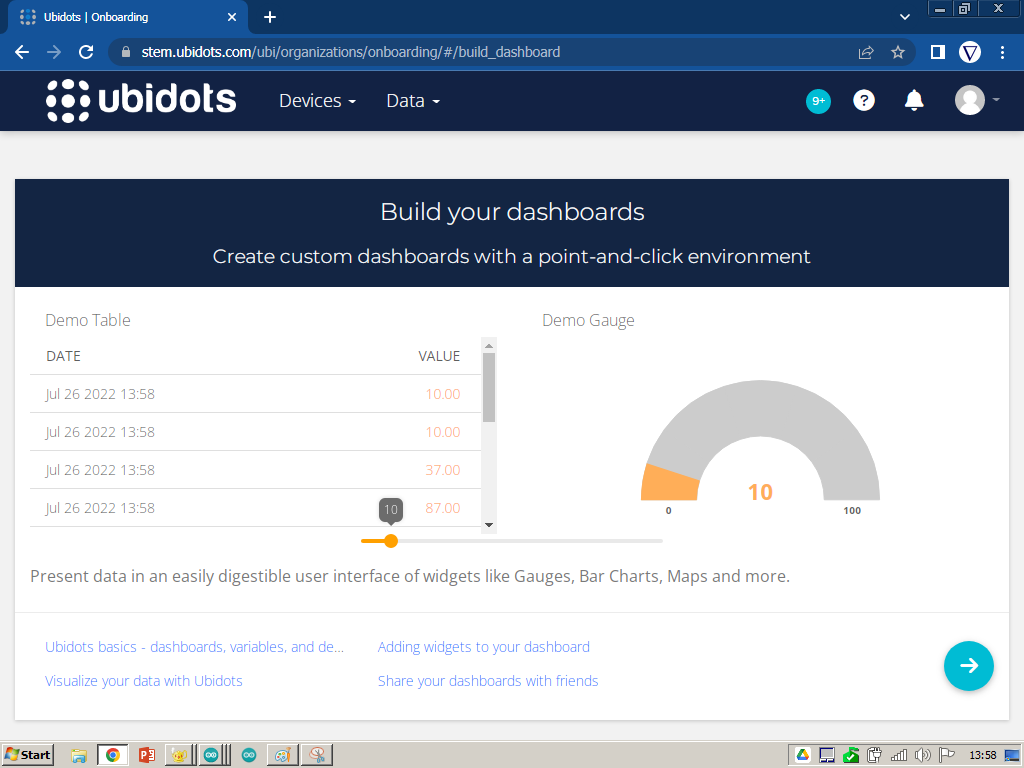 Ubidots | Onboarding
stem.ubidots.com/ubi/organizations/onboarding/#/build_dashboard
ubidots Devices Data 9+ ?
Build your dashboards
Create custom dashboards with a point-and-click environment
Demo Table
DATE VALUE
Jul 26 2022 13:58 10.00
Jul 26 2022 13:58 10.00
Jul 26 2022 13:58 37.00
Jul 26 2022 13:58 87.00
Demo Gauge
10
0 100
10
Present data in an easily digestible user interface of widgets like Gauges, Bar Charts, Maps and more.
Ubidots basics - dashboards, variables, and de... Adding widgets to your dashboard
Visualize your data with Ubidots Share your dashboards with friends
Start 13:58